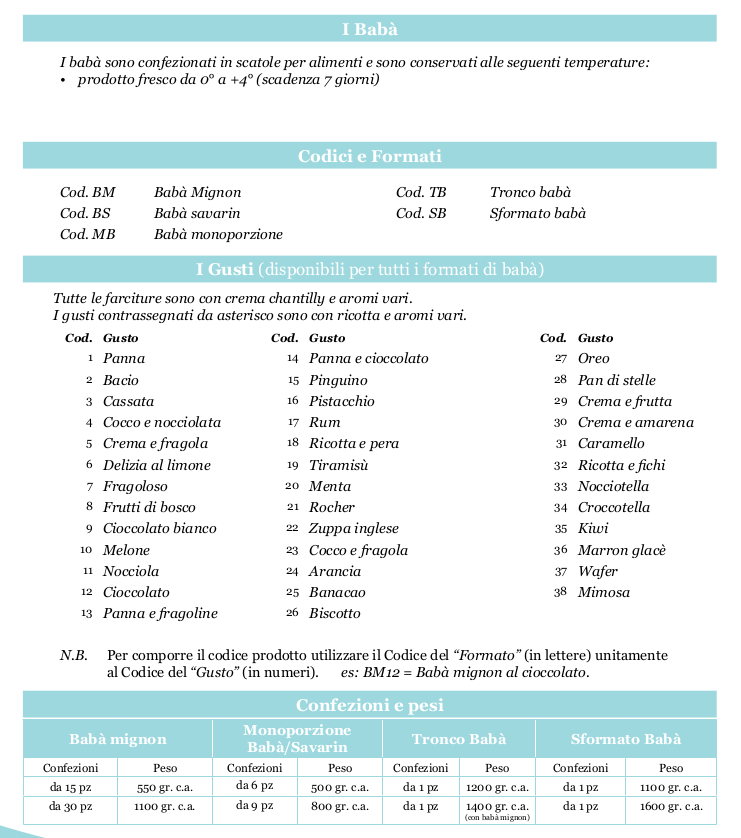 I Babà
I babà sono confezionati in scatole per alimenti e sono conservati alle seguenti temperature:
• prodotto fresco da 0° a +4° (scadenza 7 giorni)
Codici e Formati
Cod. BM Babà Mignon Cod. TB Tronco babà
Cod. BS Babà savarin Cod. SB Sformato babà
Cod. MB Babà monoporzione
I Gusti (disponibili per tutti i formati di babà)
Tutte le farciture sono con crema chantilly e aromi vari.
I gusti contrassegnati da asterisco sono con ricotta e aromi vari.
Cod. Gusto Cod. Gusto Cod. Gusto
1 Panna 14 Panna e cioccolato 27 Oreo
2 Bacio 15 Pinguino 28 Pan di stelle
3 Cassata 16 Pistacchio 29 Crema e frutta
4 Cocco e nocciolata 17 Rum 30 Crema e amarena
5 Crema e fragola 18 Ricotta e pera 31 Caramello
6 Delizia al limone 19 Tiramisù 32 Ricotta e fichi
7 Fragoloso 20 Menta 33 Nocciotella
8 Frutti di bosco 21 Rocher 34 Croccotella
9 Cioccolato bianco 22 Zuppa inglese 35 Kiwi
10 Melone 23 Cocco e fragola 36 Marron glacè
11 Nocciola 24 Arancia 37 Wafer
12 Cioccolato 25 Banacao 38 Mimosa
13 Panna e fragoline 26 Biscotto
N.B. Per comporre il codice prodotto utilizzare il Codice del “Formato” (in lettere) unitamente
al Codice del “Gusto” (in numeri). es: BM12 = Babà mignon al cioccolato.
Confezioni e pesi
Babà mignon Monoporzione Babà/Savarin Tronco Babà Sformato Babà
Confezioni Peso Confezioni Peso Confezioni Peso Confezioni Peso
da 15 pz 550 gr. c.a. da 6 pz 500 gr. c.a. da 1 pz 1200 gr. c.a. da 1 pz 1100 gr. c.a.
da 30 pz 1100 gr. c.a. da 9 pz 800 gr. c.a. da 1 pz 1400 gr. c.a. da 1 pz 1600 gr. c.a.
(con babà mignon)